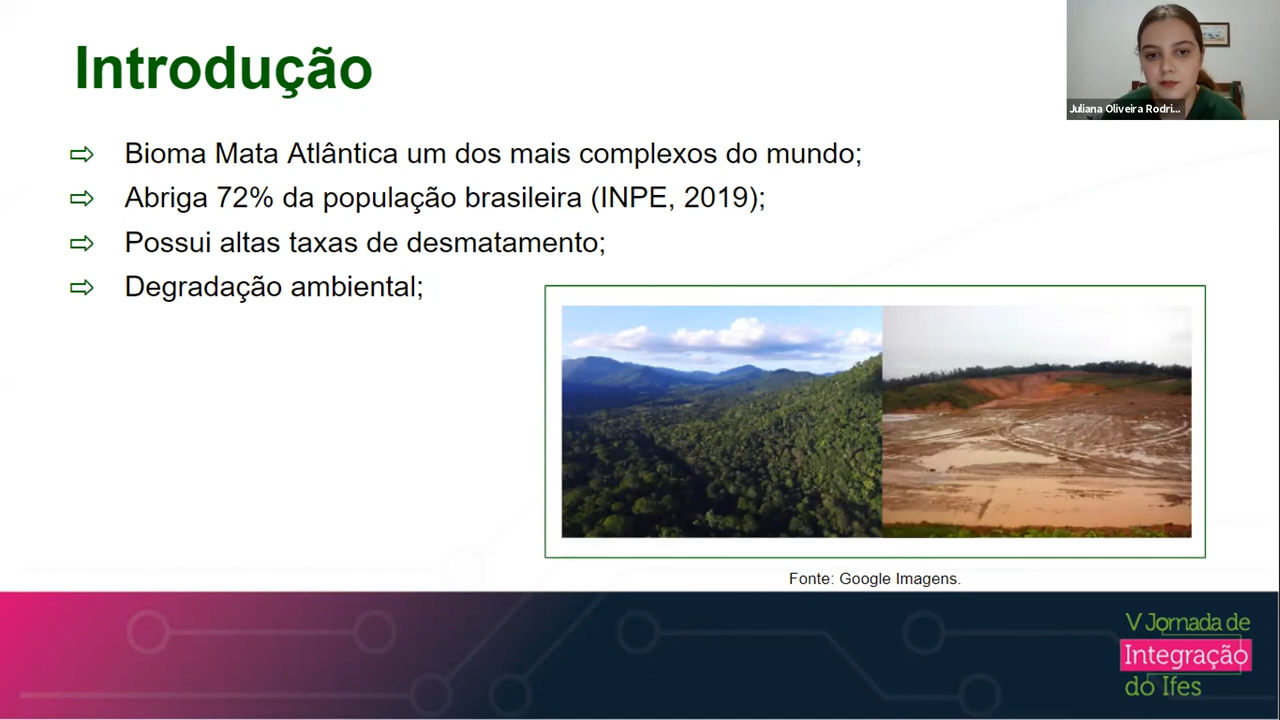 Introdução
Juliana Oliveira Rodri...
⇨ Bioma Mata Atlântica um dos mais complexos do mundo;
⇨ Abriga 72% da população brasileira (INPE, 2019);
⇨ Possui altas taxas de desmatamento;
⇨ Degradação ambiental;
Fonte: Google Imagens.
V Jornada de
Integração
do Ifes